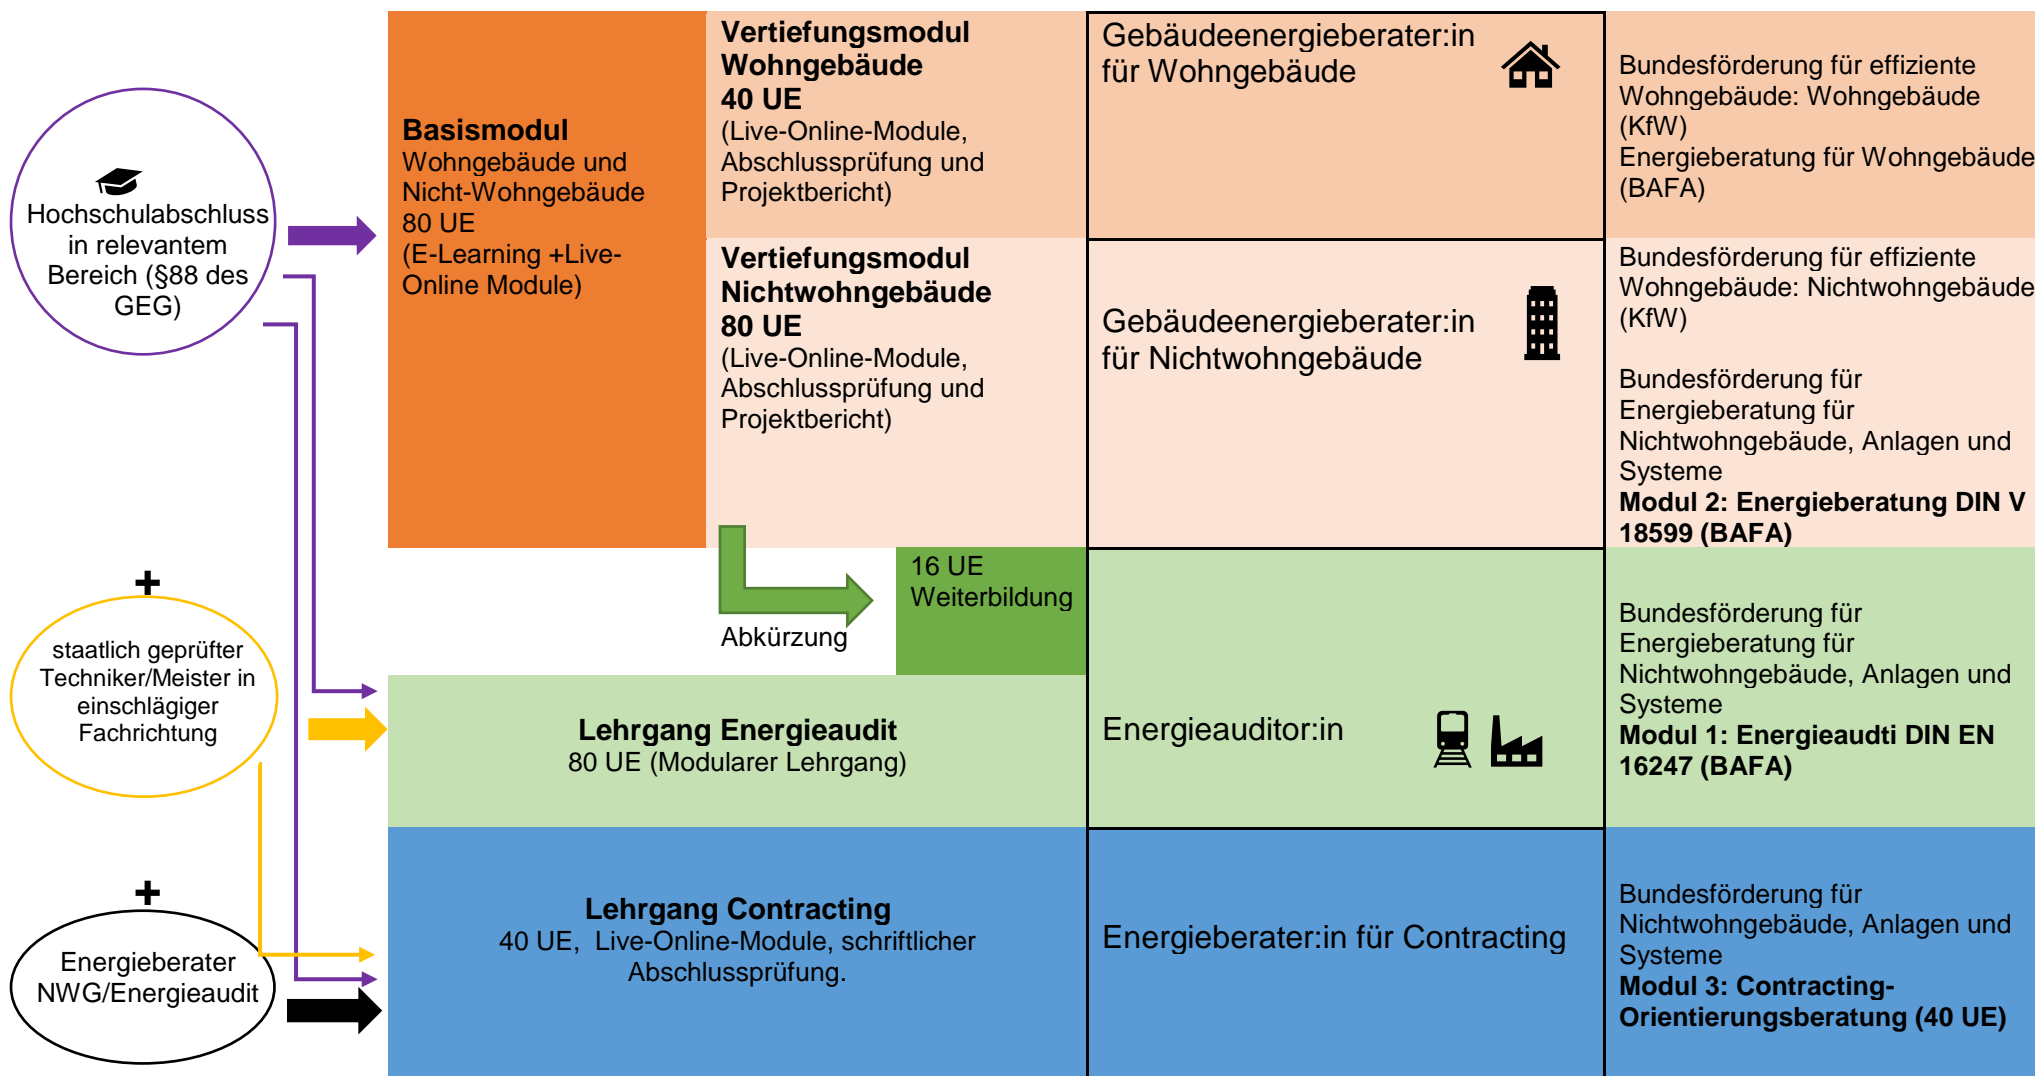 Hochschulabschluss
in relevantem
Bereich (§88 des
GEG)
+
staatlich geprüfter
Techniker/Meister in
einschlägiger
Fachrichtung
+
Energieberater
NWG/Energieaudit
Basismodul
Wohngebäude und
Nicht-Wohngebäude
80 UE
(E-Learning +Live-
Online Module)
Vertiefungsmodul
Wohngebäude
40 UE
(Live-Online-Module,
Abschlussprüfung und
Projektbericht)
Gebäudeenergieberater:in
für Wohngebäude
Bundesförderung für effiziente
Wohngebäude: Wohngebäude
(KfW)
Energieberatung für Wohngebäude
(BAFA)
Vertiefungsmodul
Nichtwohngebäude
80 UE
(Live-Online-Module,
Abschlussprüfung und
Projektbericht)
Gebäudeenergieberater:in
für Nichtwohngebäude
Bundesförderung für effiziente
Wohngebäude: Nichtwohngebäude
(KfW)
Bundesförderung für
Energieberatung für
Nichtwohngebäude, Anlagen und
Systeme
Modul 2: Energieberatung DIN V
18599 (BAFA)
Abkürzung
16 UE
Weiterbildung
Lehrgang Energieaudit
80 UE (Modularer Lehrgang)
Energieauditor:in
Bundesförderung für
Energieberatung für
Nichtwohngebäude, Anlagen und
Systeme
Modul 1: Energieaudti DIN EN
16247 (BAFA)
Lehrgang Contracting
40 UE,  Live-Online-Module, schriftlicher
Abschlussprüfung.
Energieberater:in für Contracting
Bundesförderung für
Nichtwohngebäude, Anlagen und
Systeme
Modul 3: Contracting-
Orientierungsberatung (40 UE)